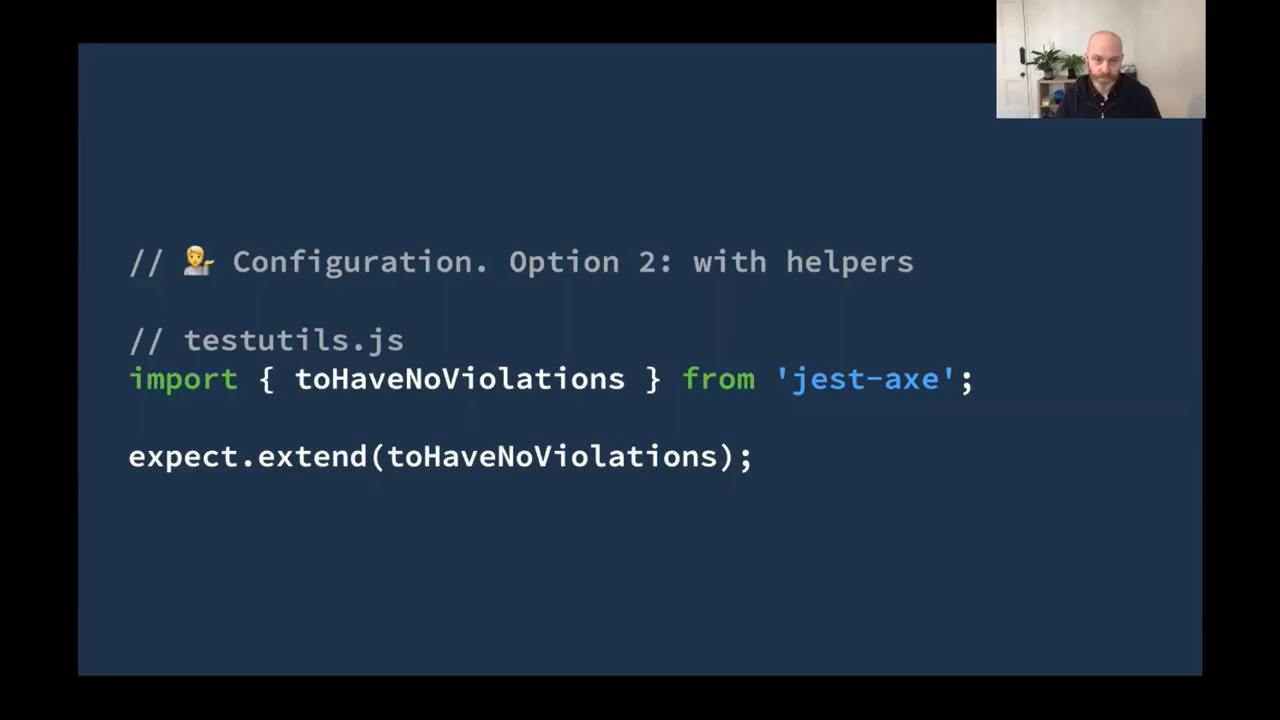 // 💁 Configuration. Option 2: with helpers
// testutils.js
import { toHaveNoViolations } from 'jest-axe';
expect.extend(toHaveNoViolations);